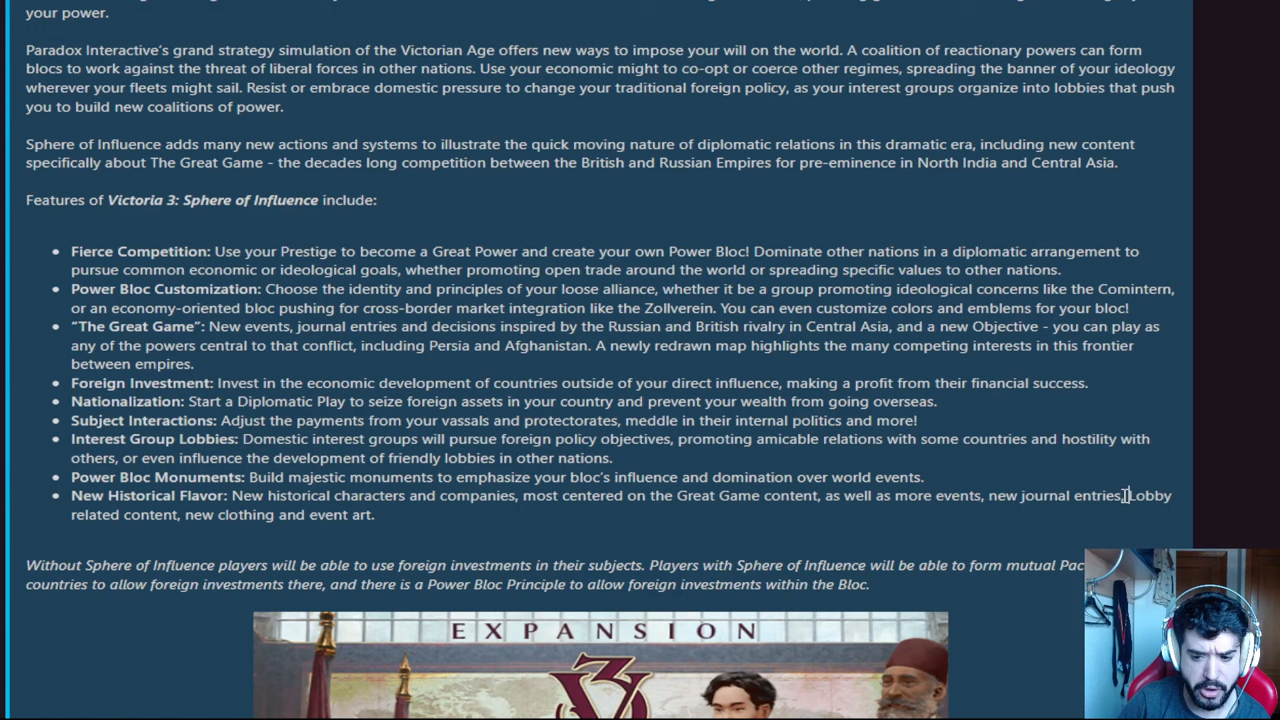 your power.
Paradox Interactive's grand strategy simulation of the Victorian Age offers new ways to impose your will on the world. A coalition of reactionary powers can form
blocs to work against the threat of liberal forces in other nations. Use your economic might to co-opt or coerce other regimes, spreading the banner of your ideology
wherever your fleets might sail. Resist or embrace domestic pressure to change your traditional foreign policy, as your interest groups organize into lobbies that push
you to build new coalitions of power.
Sphere of Influence adds many new actions and systems to illustrate the quick moving nature of diplomatic relations in this dramatic era, including new content
specifically about The Great Game - the decades long competition between the British and Russian Empires for pre-eminence in North India and Central Asia.
Features of Victoria 3: Sphere of Influence include:
• Fierce Competition: Use your Prestige to become a Great Power and create your own Power Bloc! Dominate other nations in a diplomatic arrangement to
pursue common economic or ideological goals, whether promoting open trade around the world or spreading specific values to other nations.
• Power Bloc Customization: Choose the identity and principles of your loose alliance, whether it be a group promoting ideological concerns like the Comintern,
or an economy-oriented bloc pushing for cross-border market integration like the Zollverein. You can even customize colors and emblems for your bloc!
• “The Great Game”: New events, journal entries and decisions inspired by the Russian and British rivalry in Central Asia, and a new Objective - you can play as
any of the powers central to that conflict, including Persia and Afghanistan. A newly redrawn map highlights the many competing interests in this frontier
between empires.
• Foreign Investment: Invest in the economic development of countries outside of your direct influence, making a profit from their financial success.
• Nationalization: Start a Diplomatic Play to seize foreign assets in your country and prevent your wealth from going overseas.
• Subject Interactions: Adjust the payments from your vassals and protectorates, meddle in their internal politics and more!
• Interest Group Lobbies: Domestic interest groups will pursue foreign policy objectives, promoting amicable relations with some countries and hostility with
others, or even influence the development of friendly lobbies in other nations.
• Power Bloc Monuments: Build majestic monuments to emphasize your bloc's influence and domination over world events.
• New Historical Flavor: New historical characters and companies, most centered on the Great Game content, as well as more events, new journal entries, Lobby
related content, new clothing and event art.
Without Sphere of Influence players will be able to use foreign investments in their subjects. Players with Sphere of Influence will be able to form mutual Pac
countries to allow foreign investments there, and there is a Power Bloc Principle to allow foreign investments within the Bloc.
EXPANSION
V3